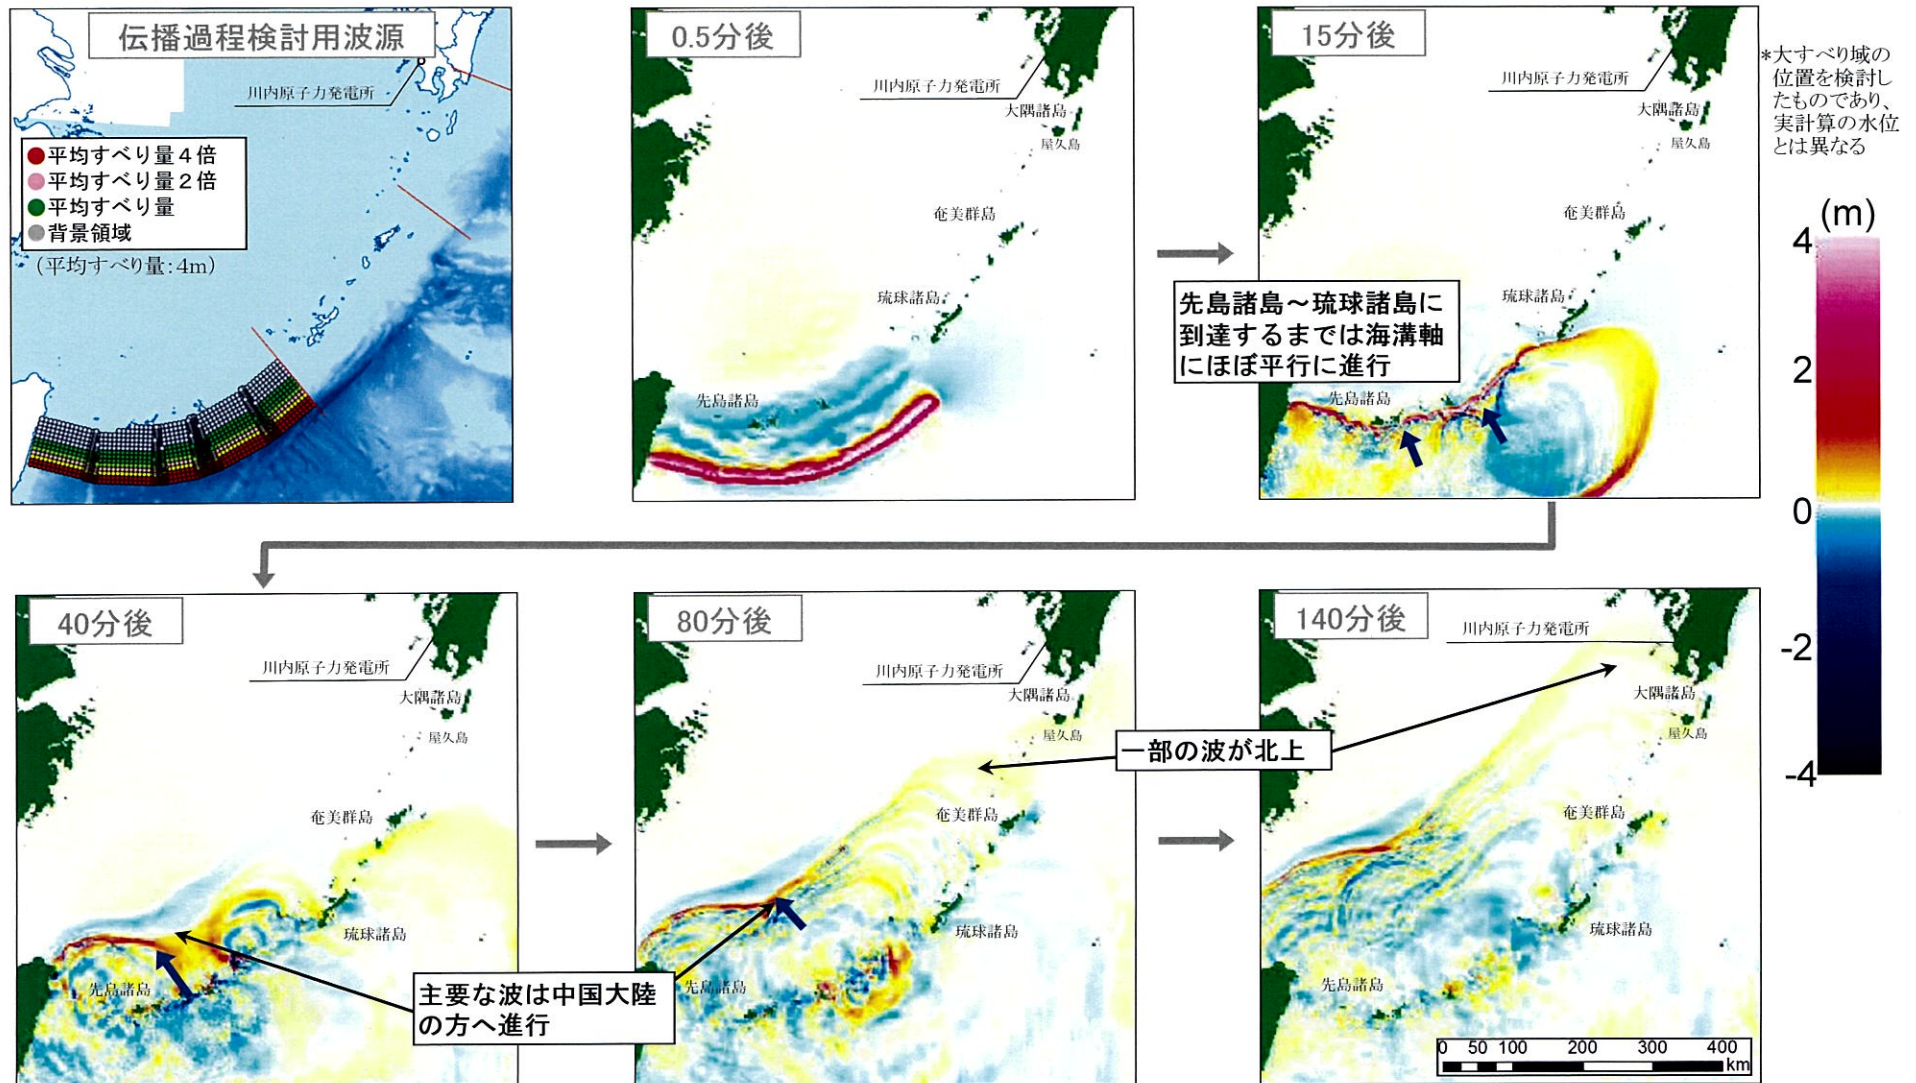 伝播過程検討用波源
川内原子力発電所
平均すべり量4倍
平均すべり量2倍
平均すべり量
背景領域
(平均すべり量:4m)
0.5分後
川内原子力発電所
大隅諸島
屋久島
奄美群島
琉球諸島
先島諸島
15分後
川内原子力発電所
大隅諸島
屋久島
奄美群島
琉球諸島
先島諸島
先島諸島～琉球諸島に
到達するまでは海溝軸
にほぼ平行に進行
*大すべり域の
位置を検討し
たものであり、
実計算の水位
とは異なる
(m)
4
2
0
-2
-4
40分後
川内原子力発電所
大隅諸島
屋久島
奄美群島
琉球諸島
先島諸島
主要な波は中国大陸
の方へ進行
80分後
川内原子力発電所
大隅諸島
屋久島
奄美群島
琉球諸島
先島諸島
一部の波が北上
140分後
川内原子力発電所
大隅諸島
屋久島
奄美群島
琉球諸島
先島諸島
0 50 100 200 300 400
km